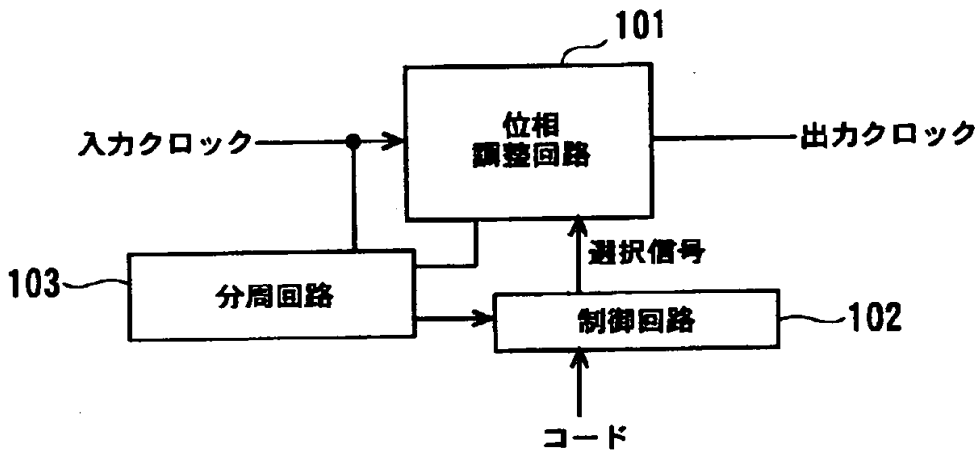 101
位相
調整回路
入力クロック
出力クロック
選択信号
103
分周回路
制御回路
102
コード